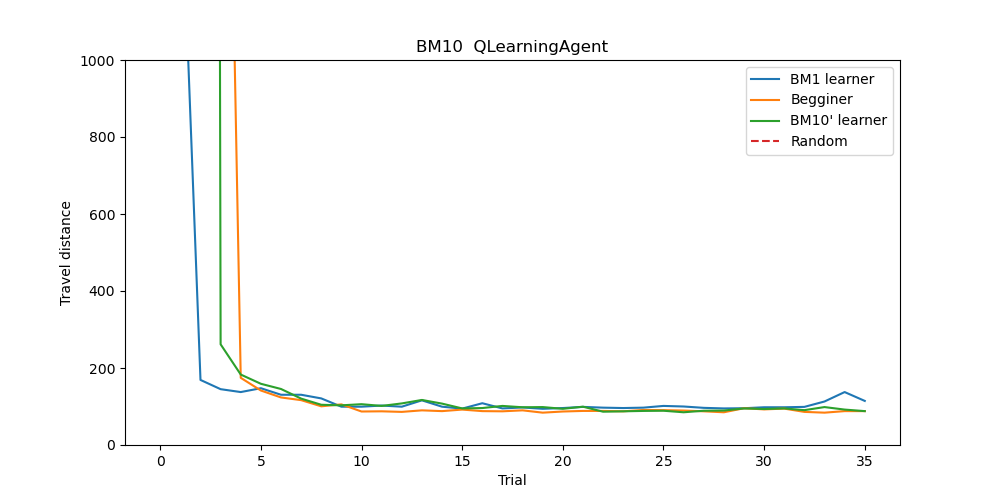 BM10  QLearningAgent
1000
800
600
400
200
0
Travel distance
BM1 learner
Begginer
BM10' learner
Random
0 5 10 15 20 25 30 35
Trial